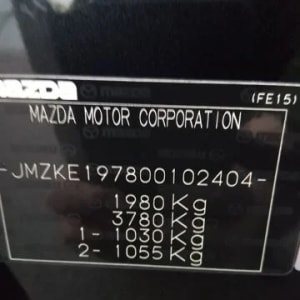 mazda
(FE15)
MAZDA MOTOR CORPORATION
-JMZKE197800102404-
1980 Kg
3780 Kg
1- 1030 Kg
2- 1055 Kg